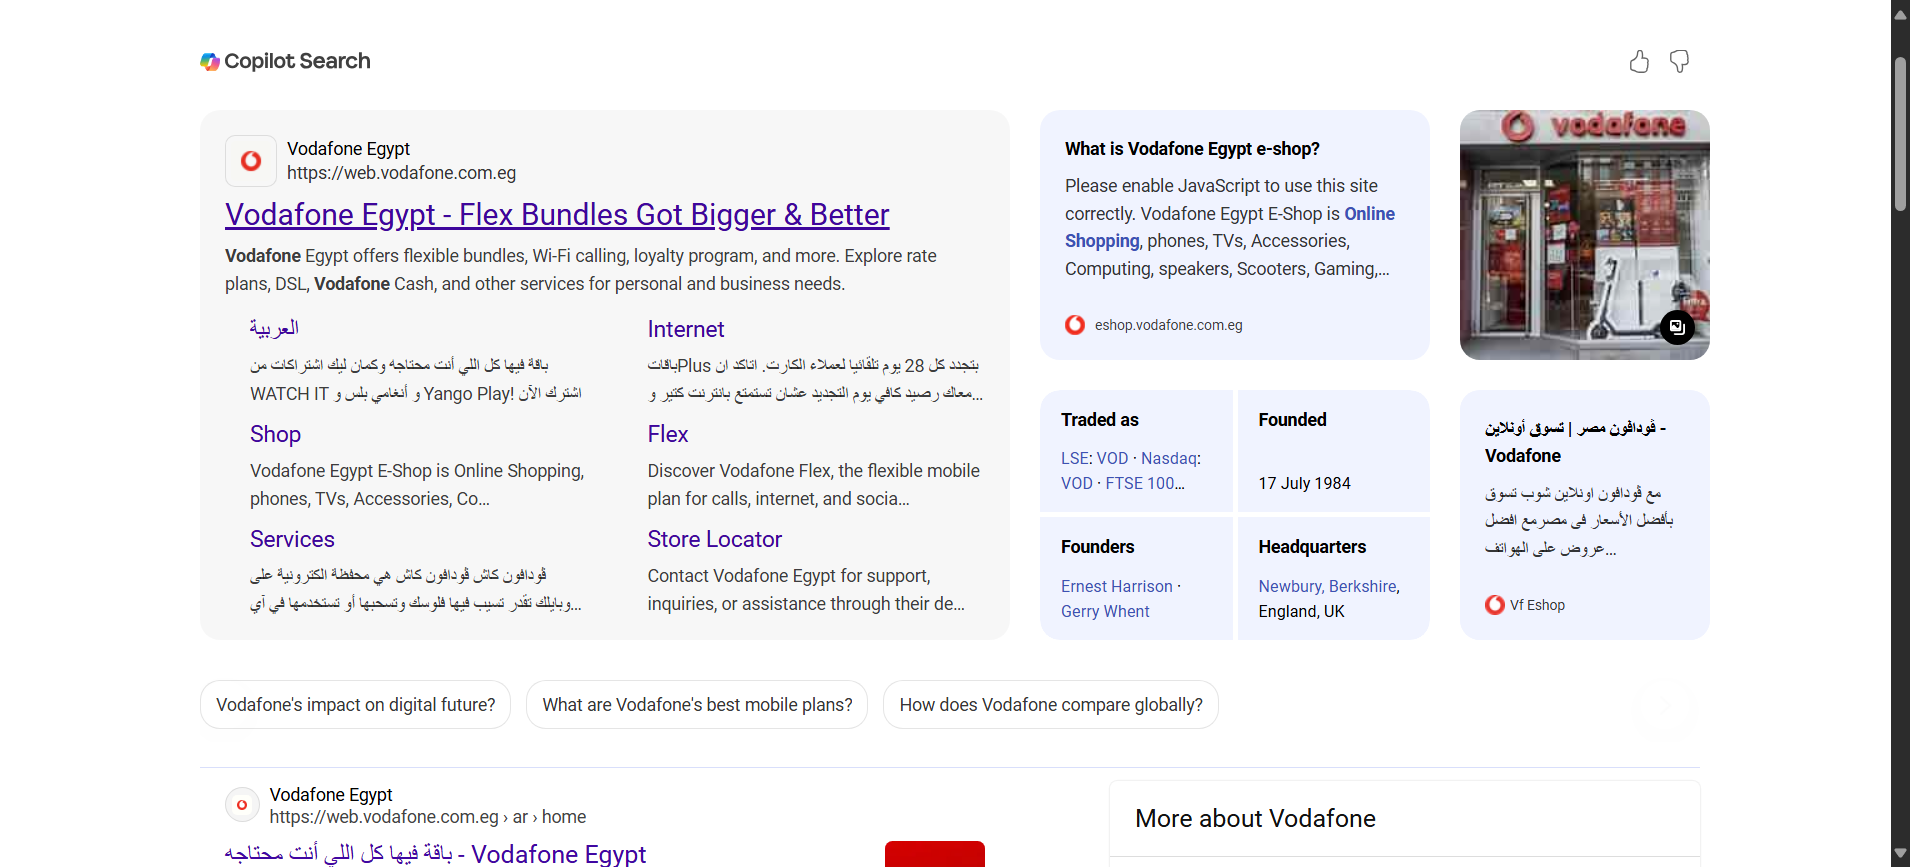 Copilot Search
Vodafone Egypt
https://web.vodafone.com.eg
Vodafone Egypt - Flex Bundles Got Bigger & Better
Vodafone Egypt offers flexible bundles, Wi-Fi calling, loyalty program, and more. Explore rate
plans, DSL, Vodafone Cash, and other services for personal and business needs.
العربية
باقة فيها كل اللي أنت محتاجه وكمان ليك اشتراكات من
WATCH IT و أنغامي بلس و Yango Play! اشترك الآن
Internet
باقاتPlus بتجدد كل 28 يوم تلقائيا لعملاء الكارت. اتاكد ان
معاك رصيد كافي يوم التجديد عشان تستمتع بانترنت كتير و...
Shop
Vodafone Egypt E-Shop is Online Shopping,
phones, TVs, Accessories, Co...
Flex
Discover Vodafone Flex, the flexible mobile
plan for calls, internet, and socia...
Services
ڤودافون كاش ڤودافون كاش هي محفظة الكترونية على
وبايلك تقدر تسيب فيها فلوسك وتسحبها أو تستخدمها في آي...
Store Locator
Contact Vodafone Egypt for support,
inquiries, or assistance through their de...
What is Vodafone Egypt e-shop?
Please enable JavaScript to use this site
correctly. Vodafone Egypt E-Shop is Online
Shopping, phones, TVs, Accessories,
Computing, speakers, Scooters, Gaming,...
eshop.vodafone.com.eg
vodafone
Traded as
LSE: VOD · Nasdaq:
VOD · FTSE 100...
Founded
17 July 1984
Founders
Ernest Harrison ·
Gerry Whent
Headquarters
Newbury, Berkshire,
England, UK
ڤودافون مصر | تسوق أونلاين -
Vodafone
مع ڤودافون اونلاين شوب تسوق
بأفضل الأسعار فى مصرمع افضل
عروض على الهواتف...
Vf Eshop
Vodafone's impact on digital future?
What are Vodafone's best mobile plans?
How does Vodafone compare globally?
Vodafone Egypt
https://web.vodafone.com.eg › ar › home
باقة فيها كل اللي أنت محتاجه - Vodafone Egypt
More about Vodafone